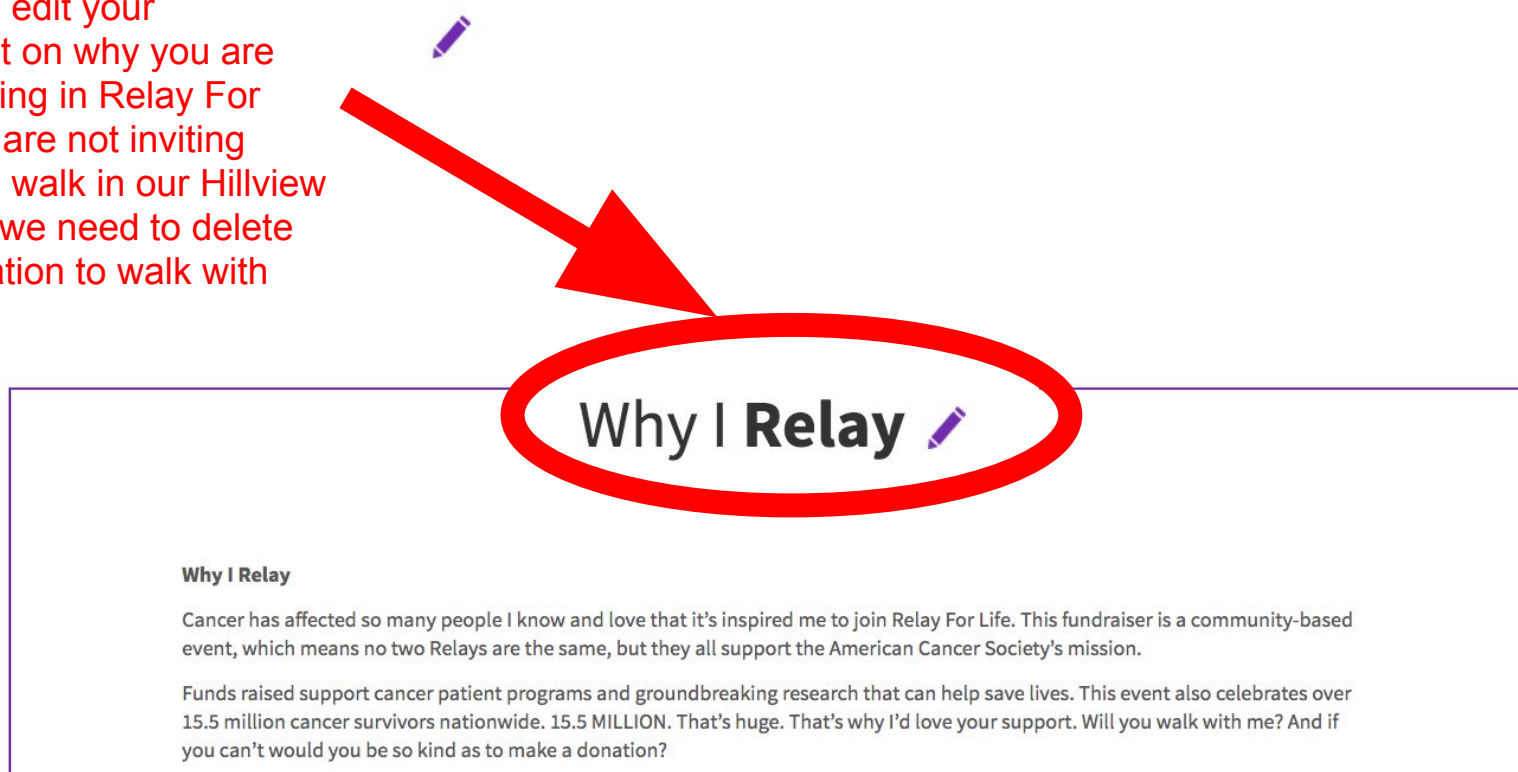 edit your
t on why you are
ing in Relay For
are not inviting
walk in our Hillview
we need to delete
ation to walk with
Why I Relay
Why I Relay
Cancer has affected so many people I know and love that it’s inspired me to join Relay For Life. This fundraiser is a community-based
event, which means no two Relays are the same, but they all support the American Cancer Society’s mission.
Funds raised support cancer patient programs and groundbreaking research that can help save lives. This event also celebrates over
15.5 million cancer survivors nationwide. 15.5 MILLION. That’s huge. That’s why I’d love your support. Will you walk with me? And if
you can’t would you be so kind as to make a donation?